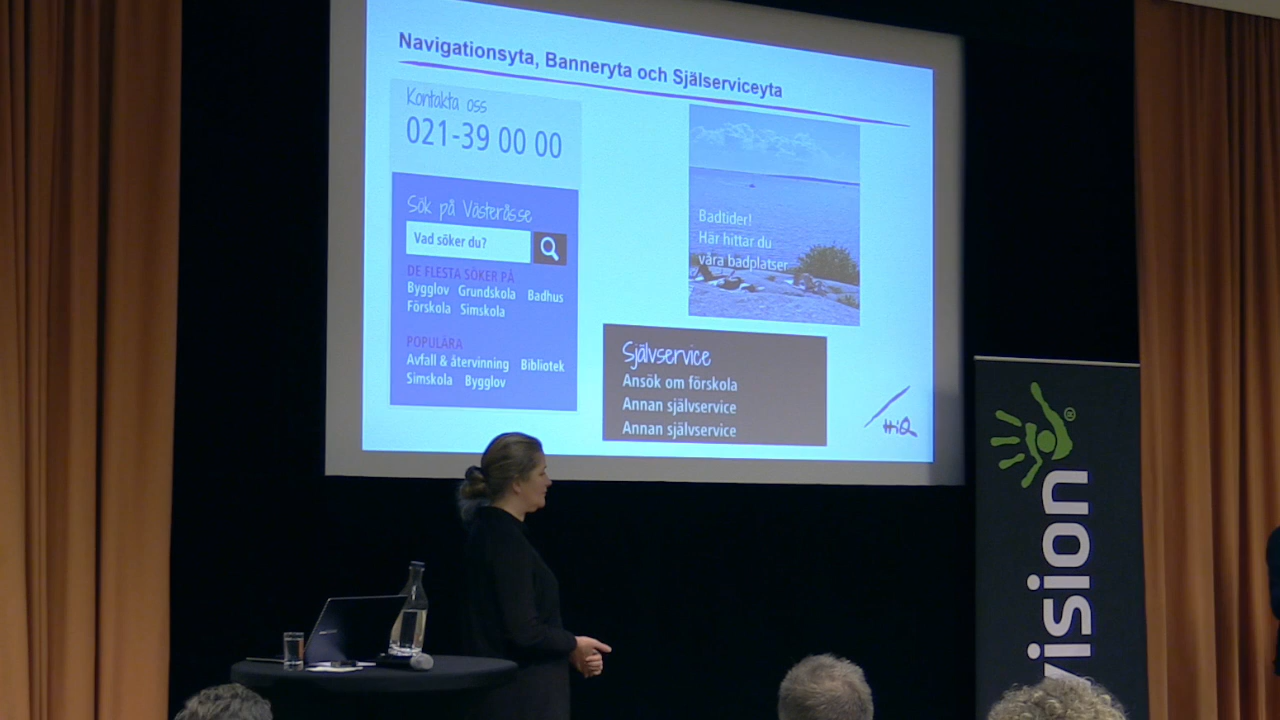 Navigationsyta, Banneryta och Själserviceyta
Kontakta oss
021-39 00 00
Sök på Västerås.se
Vad söker du?
DE FLESTA SÖKER PÅ
Bygglov Grundskola Badhus
Förskola Simskola
POPULÄRA
Avfall & återvinning Bibliotek
Simskola Bygglov
Badtider!
Här hittar du
våra badplatser
Självservice
Ansök om förskola
Annan självservice
Annan självservice
HiQ
vision
®